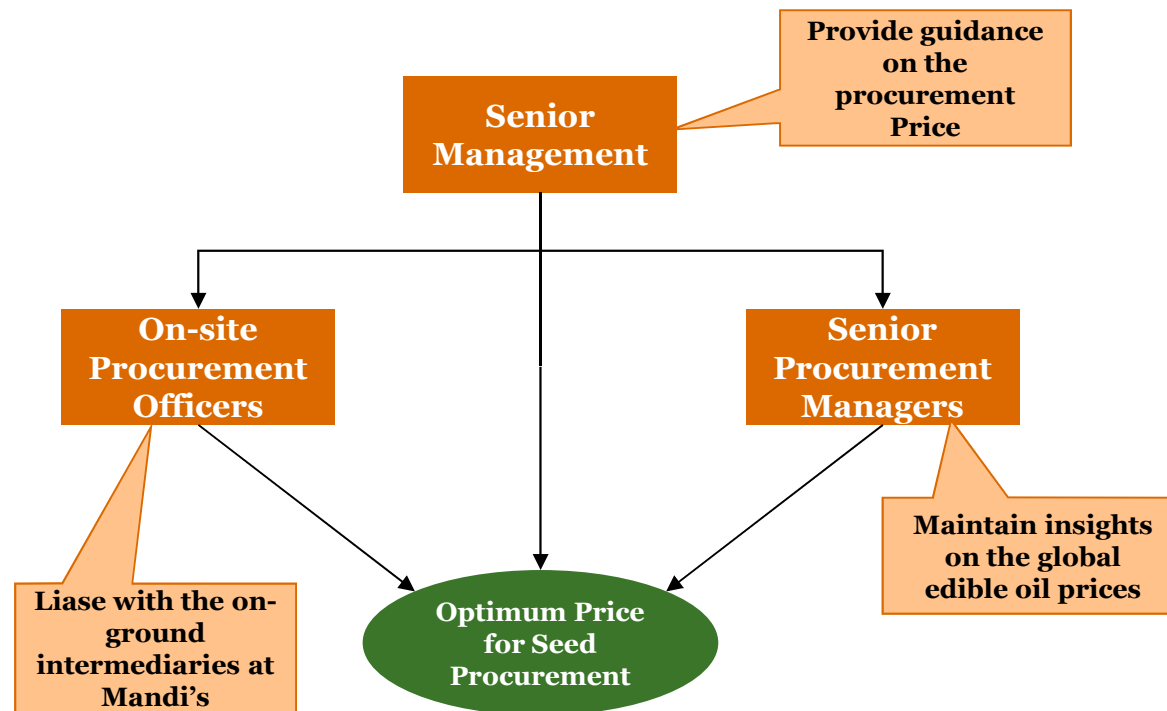 Provide guidance
on the
procurement
Price
Senior
Management
On-site
Procurement
Officers
Senior
Procurement
Managers
Maintain insights
on the global
edible oil prices
Liase with the on-
ground
intermediaries at
Mandi’s
Optimum Price
for Seed
Procurement